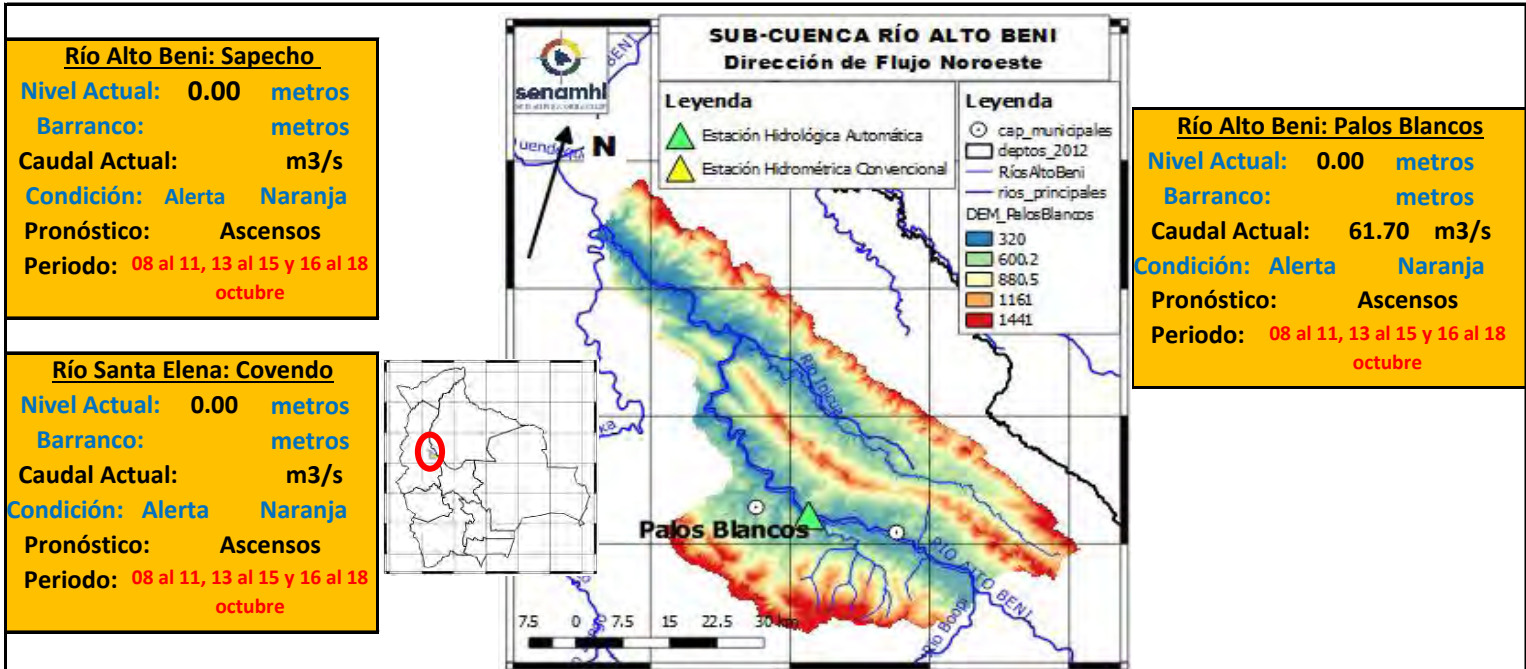 Río Alto Beni: Sapecho
Nivel Actual: 0.00 metros
Barranco: metros
Caudal Actual: m3/s
Condición: Alerta Naranja
Pronóstico: Ascensos
Periodo: 08 al 11, 13 al 15 y 16 al 18
octubre
Río Santa Elena: Covendo
Nivel Actual: 0.00 metros
Barranco: metros
Caudal Actual: m3/s
Condición: Alerta Naranja
Pronóstico: Ascensos
Periodo: 08 al 11, 13 al 15 y 16 al 18
octubre
senamhi
SUB-CUENCA RÍO ALTO BENI
Dirección de Flujo Noroeste
Leyenda
Estación Hidrológica Automática
Estación Hidrométrica Convencional
Leyenda
cap_municipales
deptos_2012
RíosAltoBeni
rios_principales
DEM_PalosBlancos
320
600.2
880.5
1161
1441
N
BENI
Río Inicua
Palos Blancos
RÍO ALTO BENI
Río Boopi
7.5 0 7.5 15 22.5 30 km
Río Alto Beni: Palos Blancos
Nivel Actual: 0.00 metros
Barranco: metros
Caudal Actual: 61.70 m3/s
Condición: Alerta Naranja
Pronóstico: Ascensos
Periodo: 08 al 11, 13 al 15 y 16 al 18
octubre